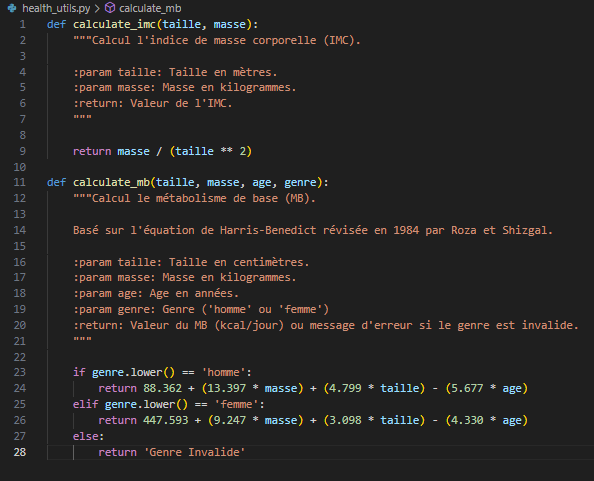 health_utils.py > calculate_mb
1 def calculate_imc(taille, masse):
2 """Calcul l'indice de masse corporelle (IMC).
3
4 :param taille: Taille en mètres.
5 :param masse: Masse en kilogrammes.
6 :return: Valeur de l'IMC.
7 """
8
9 return masse / (taille ** 2)
10
11 def calculate_mb(taille, masse, age, genre):
12 """Calcul le métabolisme de base (MB).
13
14 Basé sur l'équation de Harris-Benedict révisée en 1984 par Roza et Shizgal.
15
16 :param taille: Taille en centimètres.
17 :param masse: Masse en kilogrammes.
18 :param age: Age en années.
19 :param genre: Genre ('homme' ou 'femme')
20 :return: Valeur du MB (kcal/jour) ou message d'erreur si le genre est invalide.
21 """
22
23 if genre.lower() == 'homme':
24 return 88.362 + (13.397 * masse) + (4.799 * taille) - (5.677 * age)
25 elif genre.lower() == 'femme':
26 return 447.593 + (9.247 * masse) + (3.098 * taille) - (4.330 * age)
27 else:
28 return 'Genre Invalide'